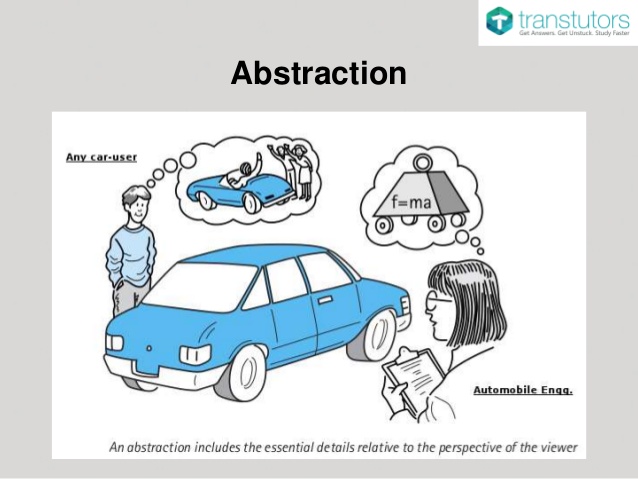 transtutors
Get Answers. Get Unstuck. Study Faster
Abstraction
Any car-user
f=ma
Automobile Engg.
An abstraction includes the essential details relative to the perspective of the viewer